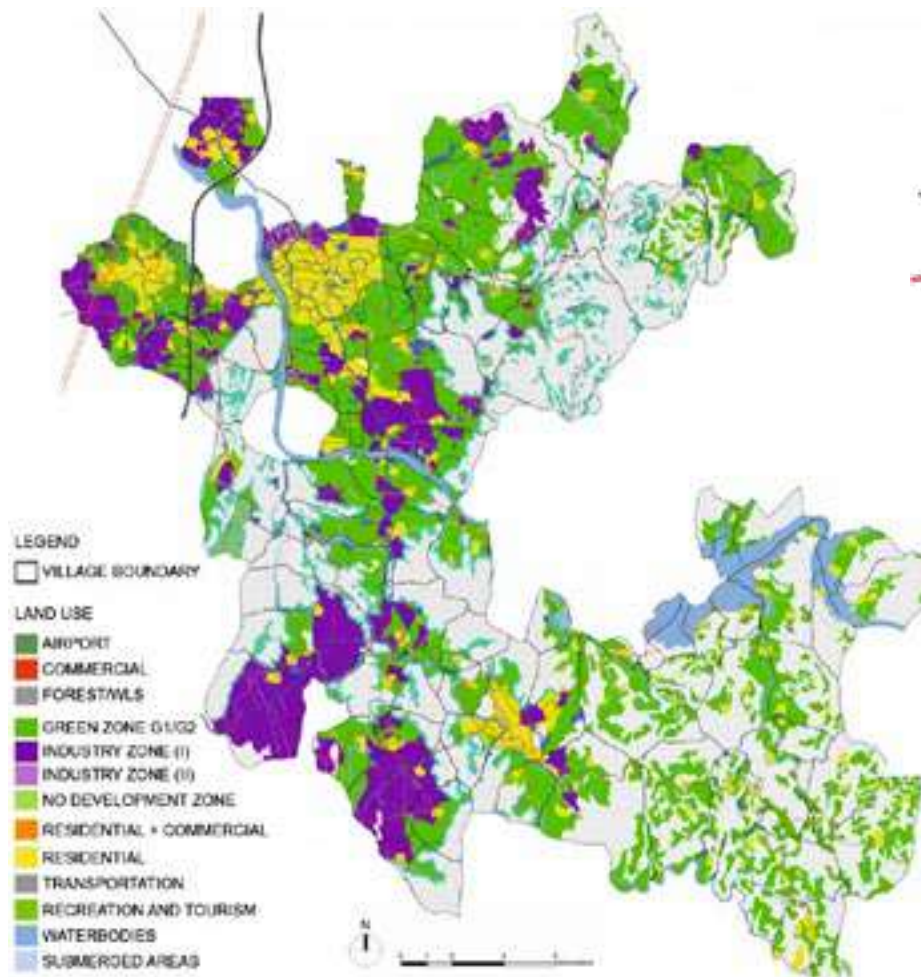 LEGEND
VILLAGE BOUNDARY
LAND USE
AIRPORT
COMMERCIAL
FOREST/WLS
GREEN ZONE G1/G2
INDUSTRY ZONE (I)
INDUSTRY ZONE (II)
NO DEVELOPMENT ZONE
RESIDENTIAL + COMMERCIAL
RESIDENTIAL
TRANSPORTATION
RECREATION AND TOURISM
WATERBODIES
SUBMERGED AREAS
N